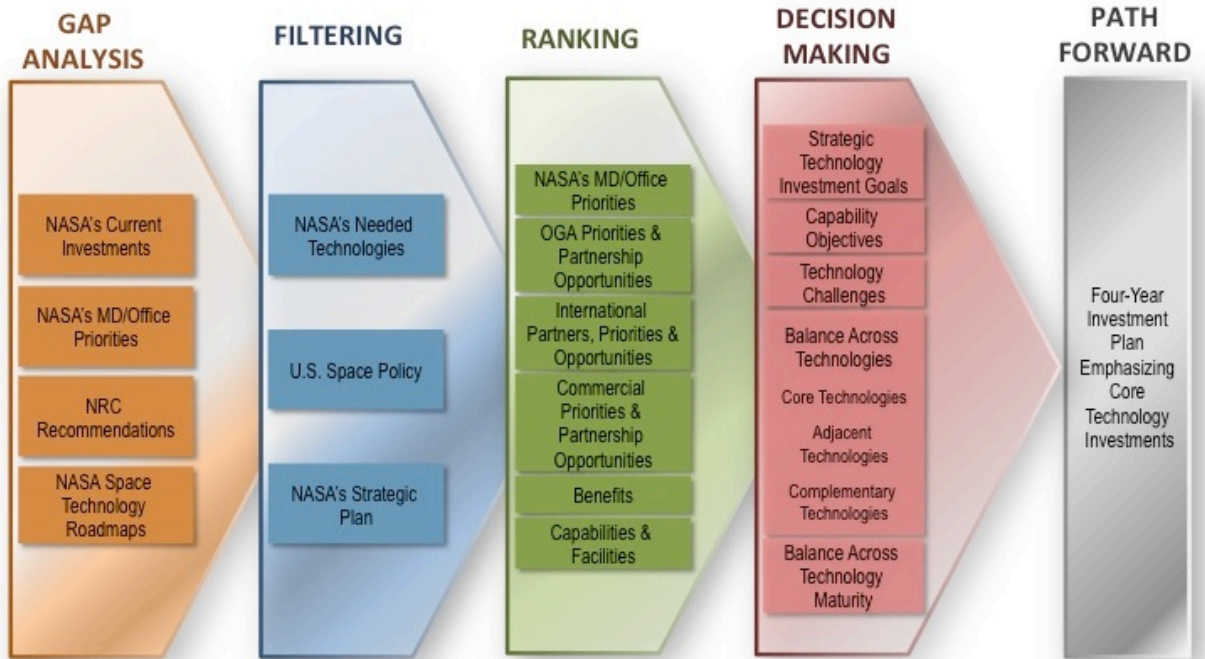 GAP
ANALYSIS
NASA's Current
Investments
NASA's MD/Office
Priorities
NRC
Recommendations
NASA Space
Technology
Roadmaps
FILTERING
NASA's Needed
Technologies
U.S. Space Policy
NASA's Strategic
Plan
RANKING
NASA's MD/Office
Priorities
OGA Priorities &
Partnership
Opportunities
International
Partners, Priorities &
Opportunities
Commercial
Priorities &
Partnership
Opportunities
Benefits
Capabilities &
Facilities
DECISION
MAKING
Strategic
Technology
Investment Goals
Capability
Objectives
Technology
Challenges
Balance Across
Technologies
Core Technologies
Adjacent
Technologies
Complementary
Technologies
Balance Across
Technology
Maturity
PATH
FORWARD
Four-Year
Investment
Plan
Emphasizing
Core
Technology
Investments